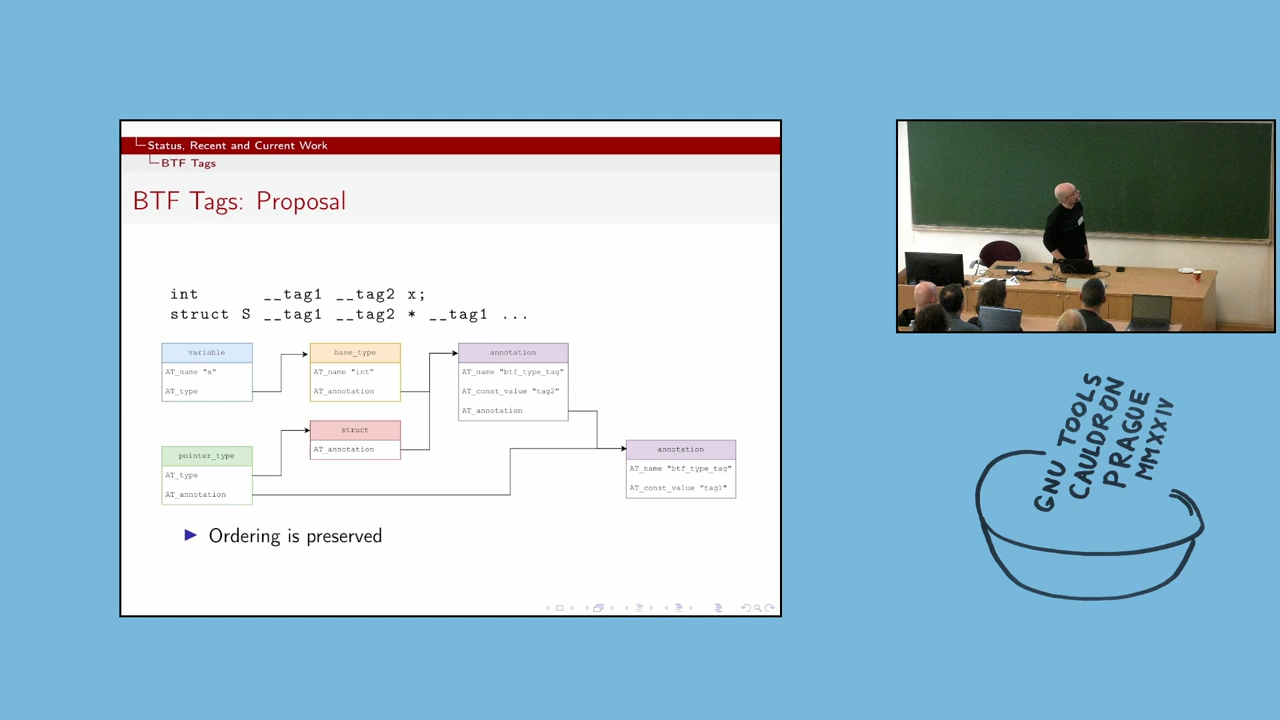 Status, Recent and Current Work
BTF Tags
BTF Tags: Proposal
int __tag1 __tag2 x;
struct S __tag1 __tag2 * __tag1 ...
variable
AT_name "x"
AT_type
base_type
AT_name "int"
AT_annotation
annotation
AT_name "btf_type_tag"
AT_const_value "tag2"
AT_annotation
struct
AT_annotation
pointer_type
AT_type
AT_annotation
annotation
AT_name "btf_type_tag"
AT_const_value "tag1"
Ordering is preserved
GNU TOOLS
CAULDRON
PRAGUE
MMXXIV